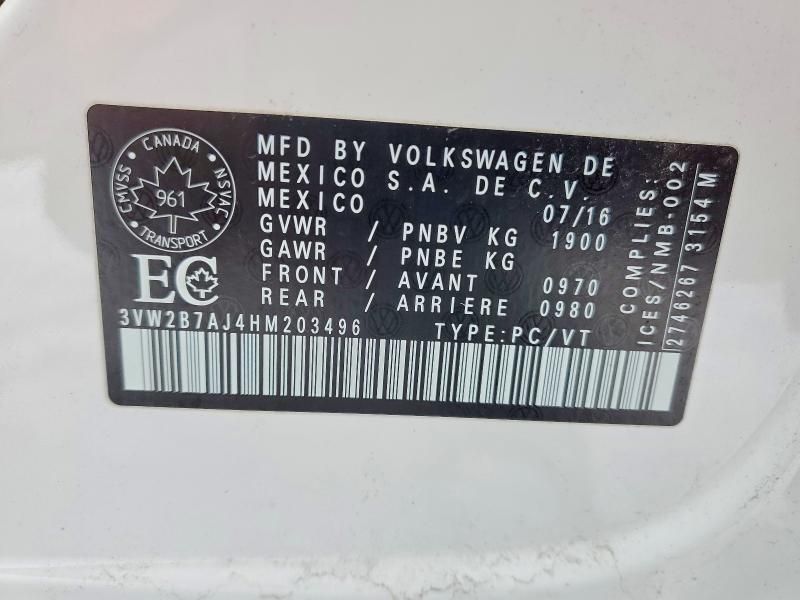 CANADA
CMVSS
NSVAC
961
TRANSPORT
EC
MFD BY VOLKSWAGEN DE
MEXICO S.A. DE C.V.
MEXICO 07/16
GVWR / PNBV KG 1900
GAWR / PNBE KG
FRONT / AVANT 0970
REAR / ARRIERE 0980
3VW2B7AJ4HM203496 TYPE:PC/VT
COMPLIES:
ICES/NMB-002
2746267 3154M